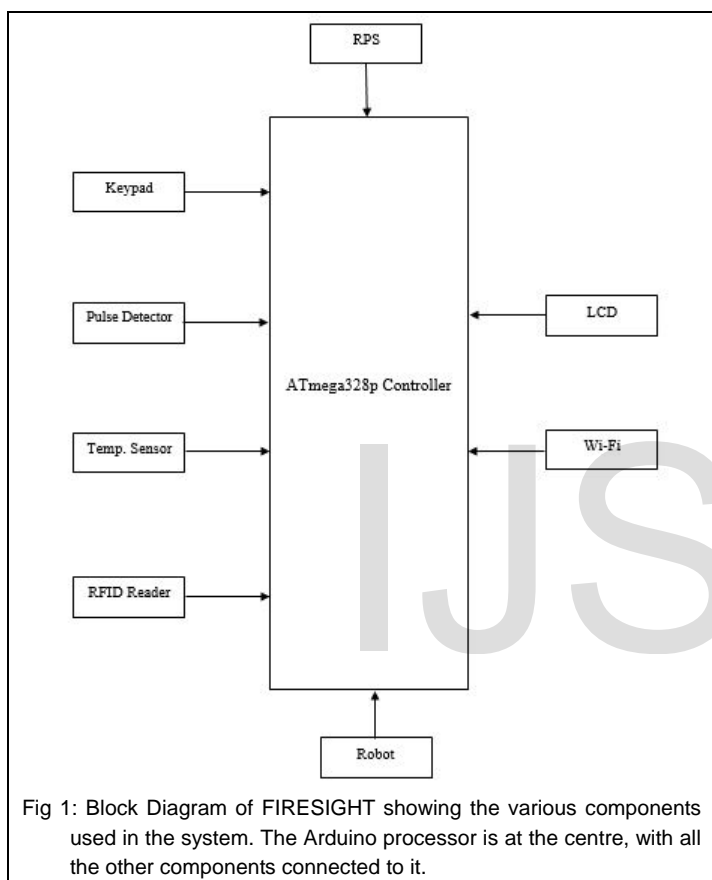 RPS
Keypad
Pulse Detector
LCD
ATmega328p Controller
Temp. Sensor
Wi-Fi
RFID Reader
Robot
IJS
Fig 1: Block Diagram of FIRESIGHT showing the various components
used in the system. The Arduino processor is at the centre, with all
the other components connected to it.